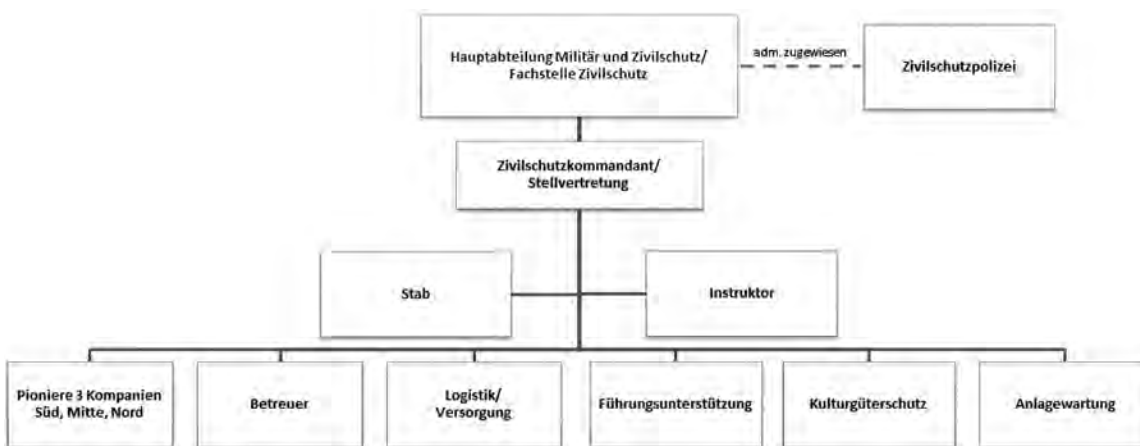 Hauptabteilung Militär und Zivilschutz/
Fachstelle Zivilschutz
adm. zugewiesen
Zivilschutzpolizei
Zivilschutzkommandant/
Stellvertretung
Stab
Instruktor
Pioniere 3 Kompanien
Süd, Mitte, Nord
Betreuer
Logistik/
Versorgung
Führungsunterstützung
Kulturgüterschutz
Anlagewartung